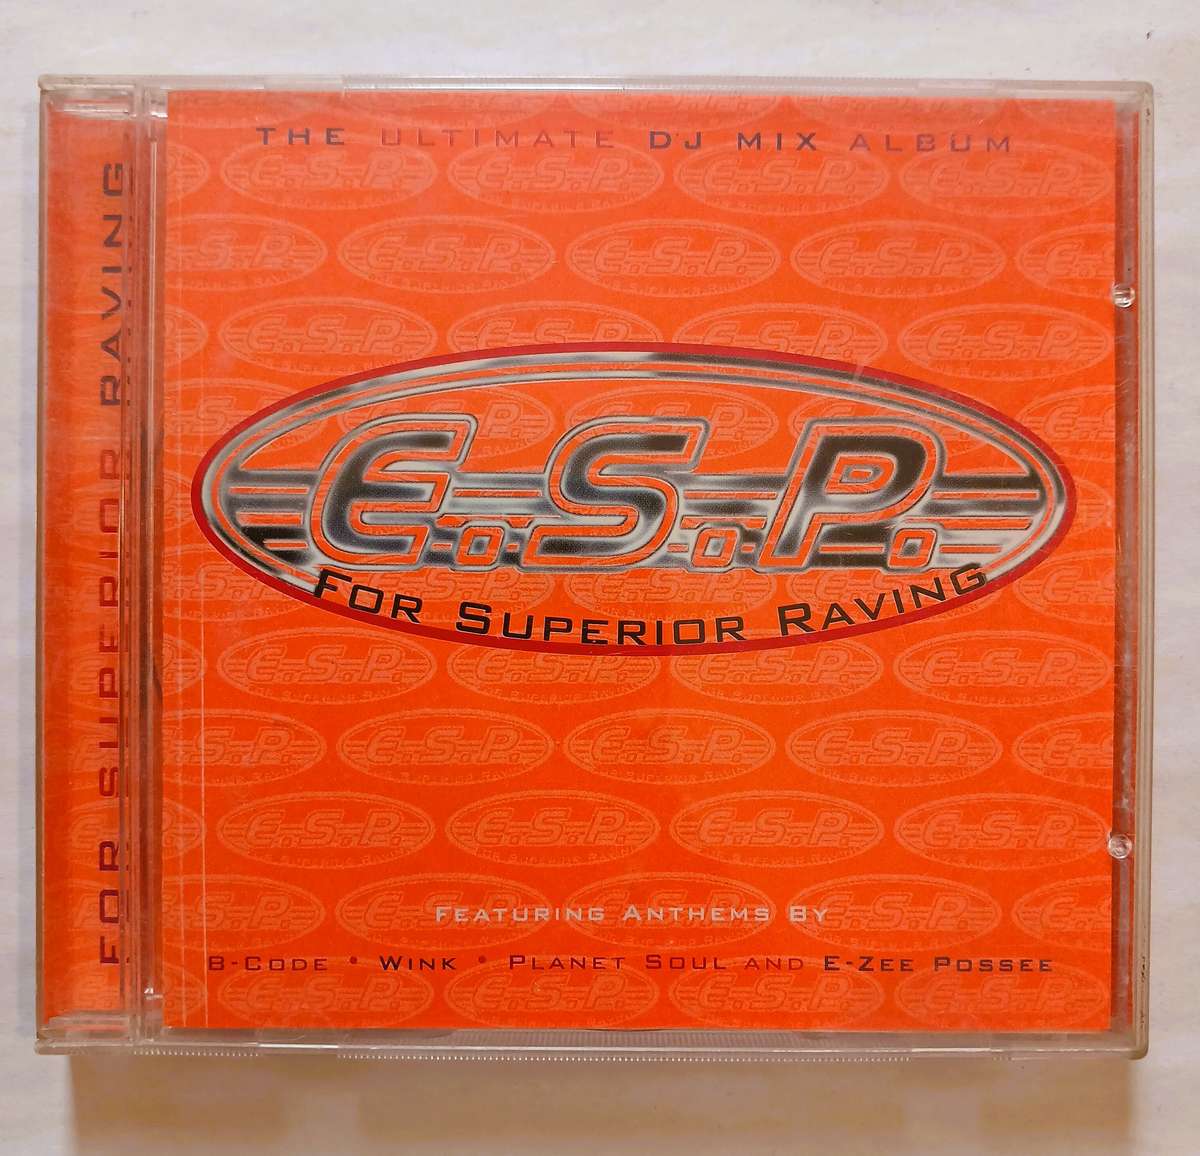 THE ULTIMATE DJ MIX ALBUM
FOR SUPERIOR RAVING
E.S.P.
FOR SUPERIOR RAVING
FEATURING ANTHEMS BY
B-CODE • WINK • PLANET SOUL AND E-ZEE POSSEE